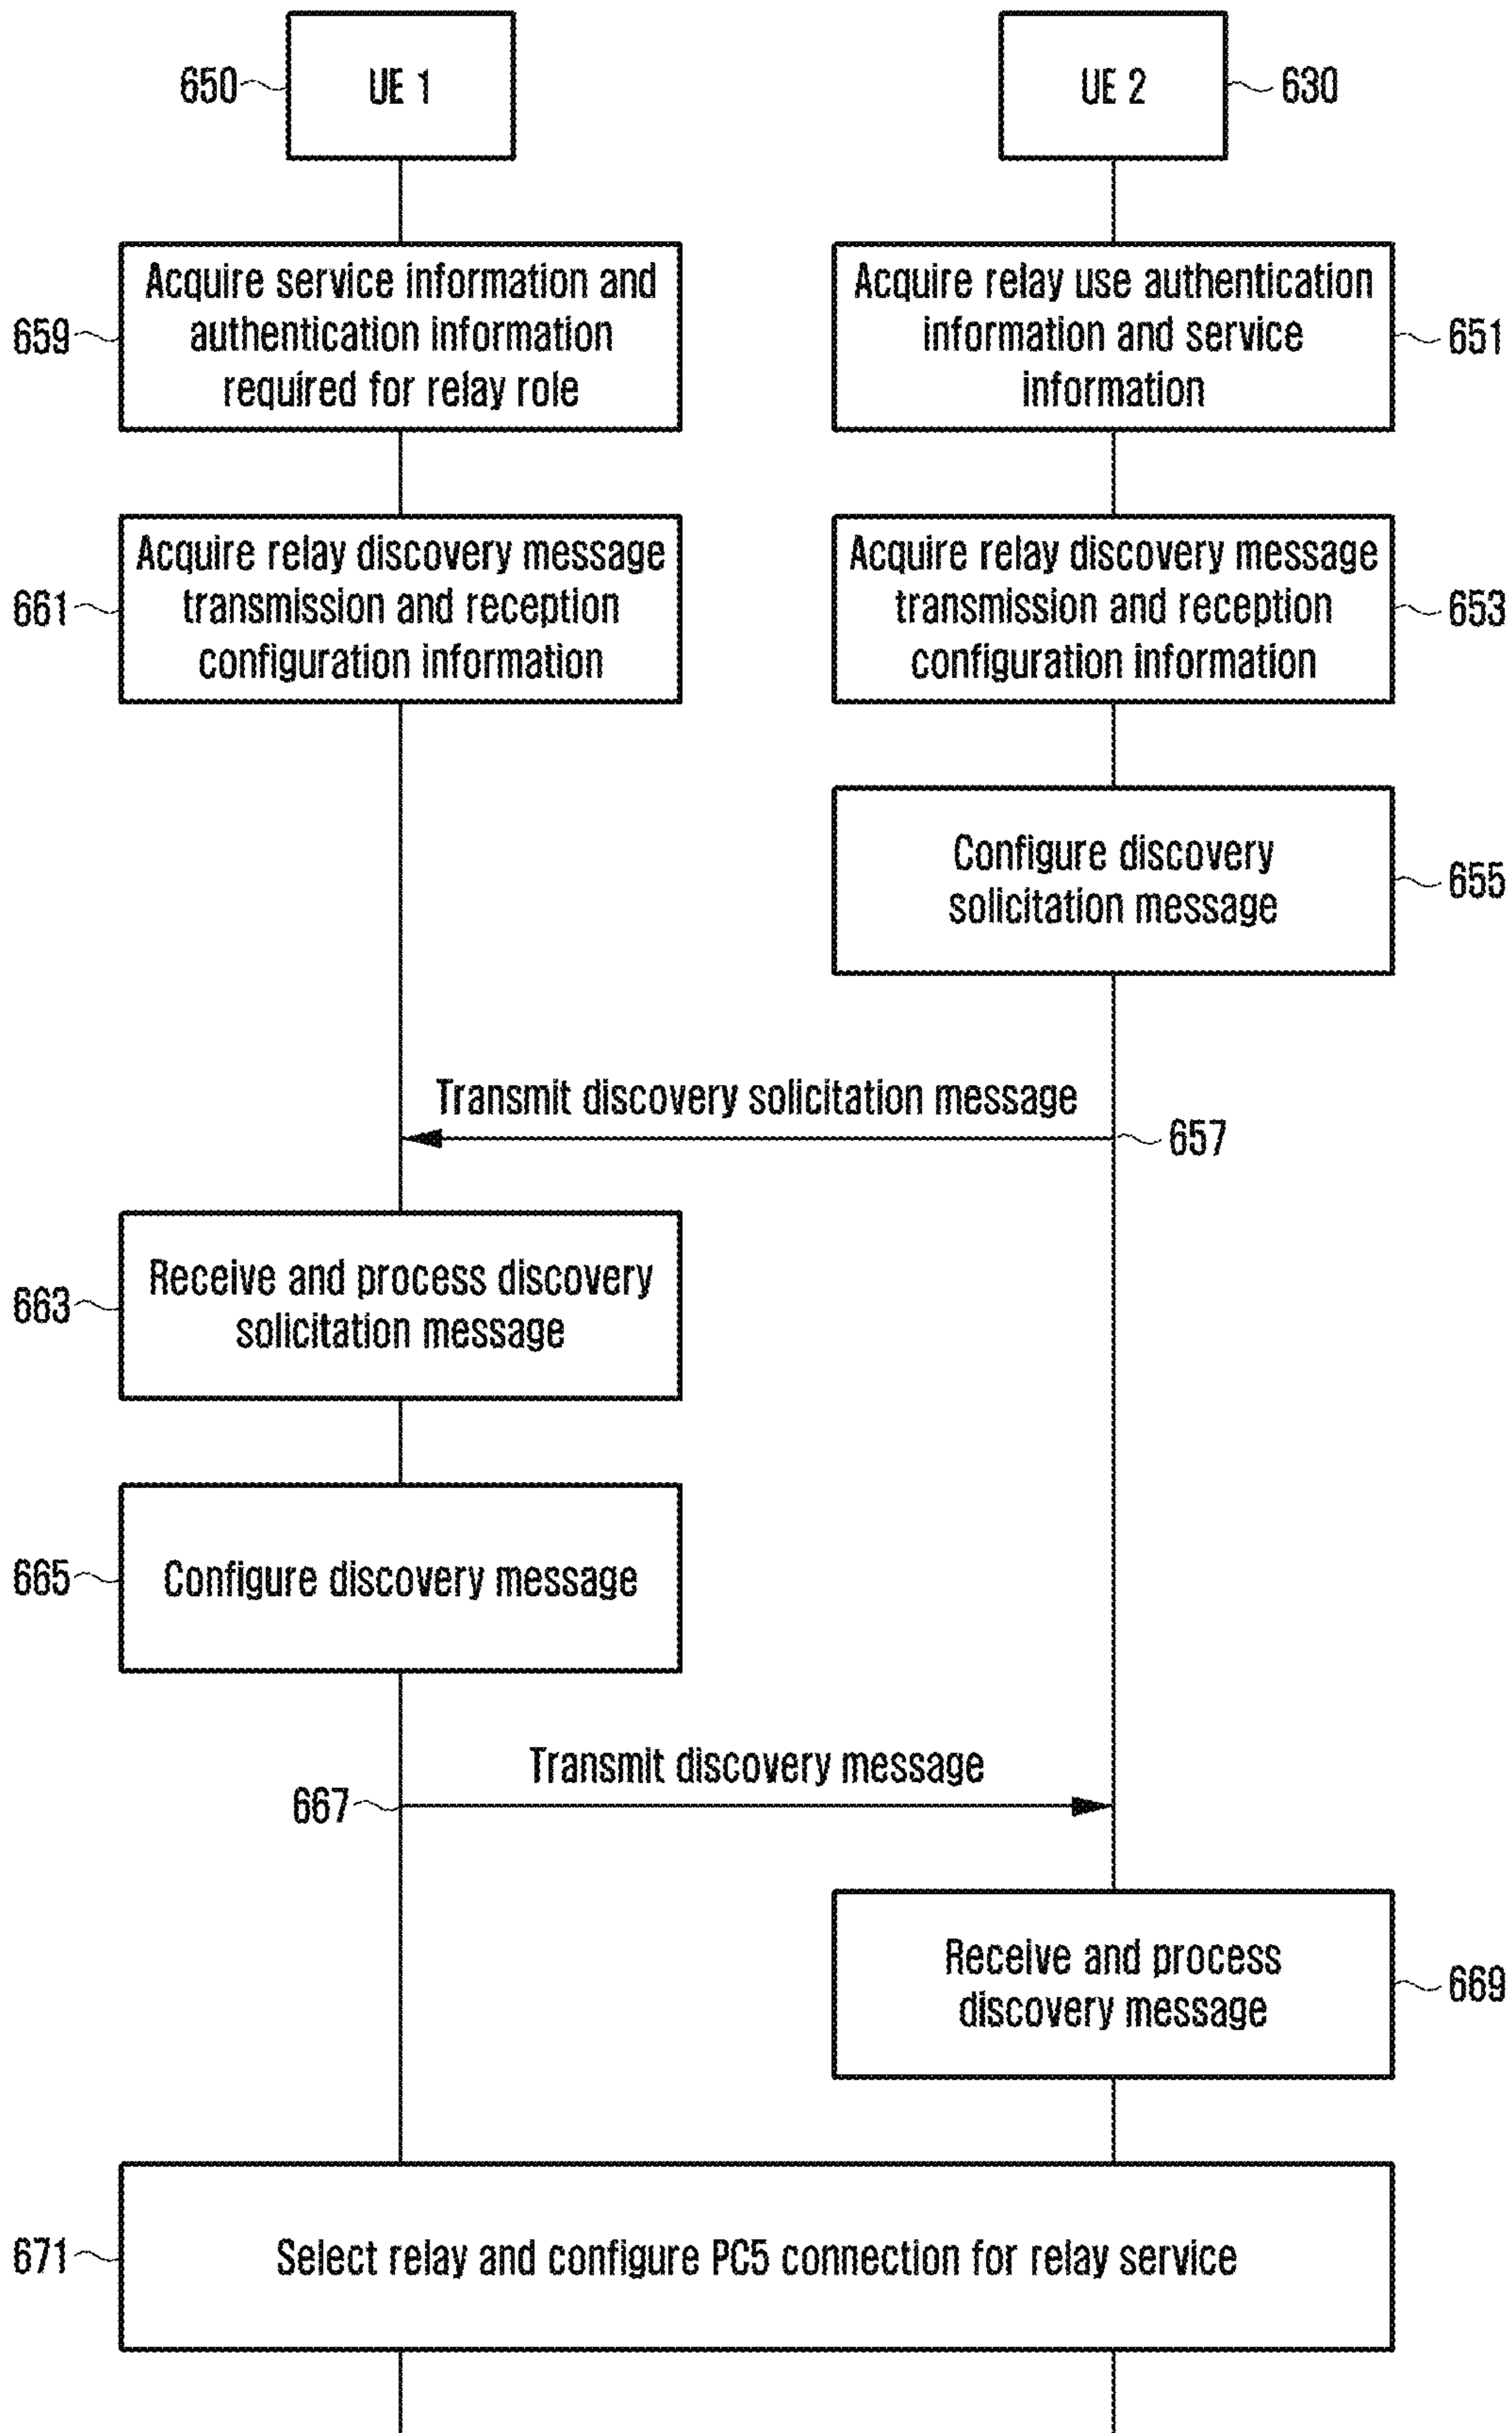 650
UE 1
UE 2
630
659
Acquire service information and
authentication information
required for relay role
Acquire relay use authentication
information and service
information
651
661
Acquire relay discovery message
transmission and reception
configuration information
Acquire relay discovery message
transmission and reception
configuration information
653
Configure discovery
solicitation message
655
Transmit discovery solicitation message
657
663
Receive and process discovery
solicitation message
665
Configure discovery message
Transmit discovery message
667
Receive and process
discovery message
669
671
Select relay and configure PC5 connection for relay service